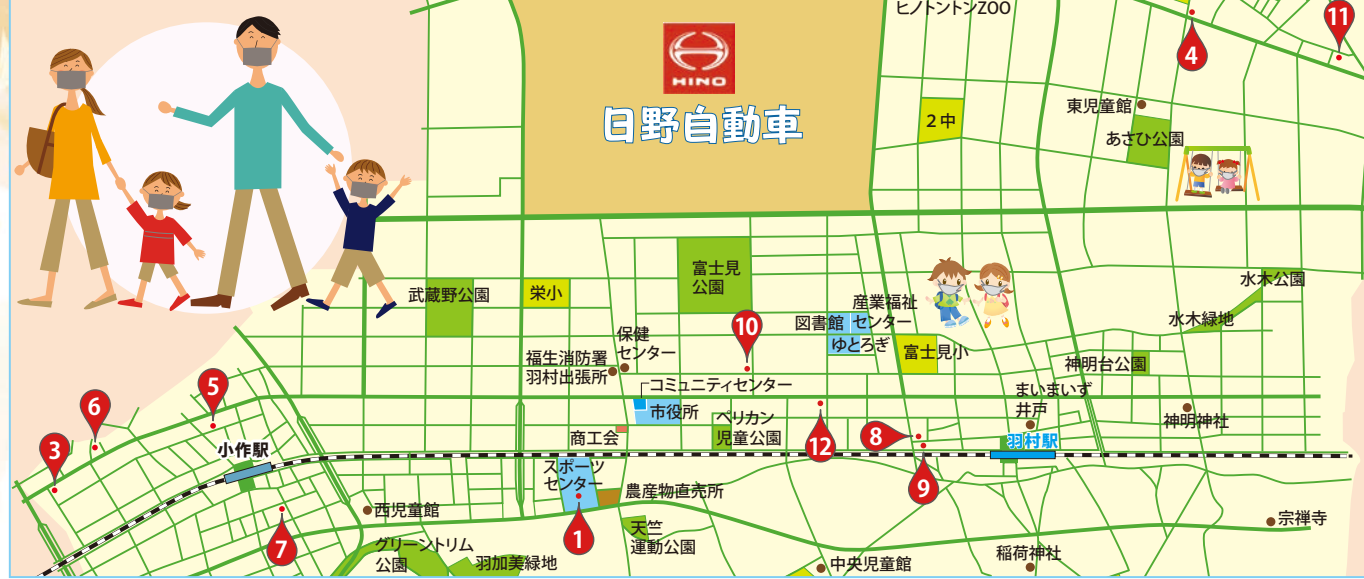 ヒノトントンZOO
11
4
HINO
日野自動車
2中
東児童館
あさひ公園
武蔵野公園
栄小
富士見
公園
水木公園
水木緑地
10
図書館
産業福祉
センター
ゆとろぎ
富士見小
保健
センター
福生消防署
羽村出張所
神明台公園
コミュニティセンター
市役所
ペリカン
児童公園
商工会
まいまいず
井戸
羽村駅
神明神社
5
6
3
小作駅
12
8
9
スポーツ
センター
農産物直売所
1
7
西児童館
グリーントリム
公園
羽加美緑地
天竺
運動公園
中央児童館
稲荷神社
宗禅寺